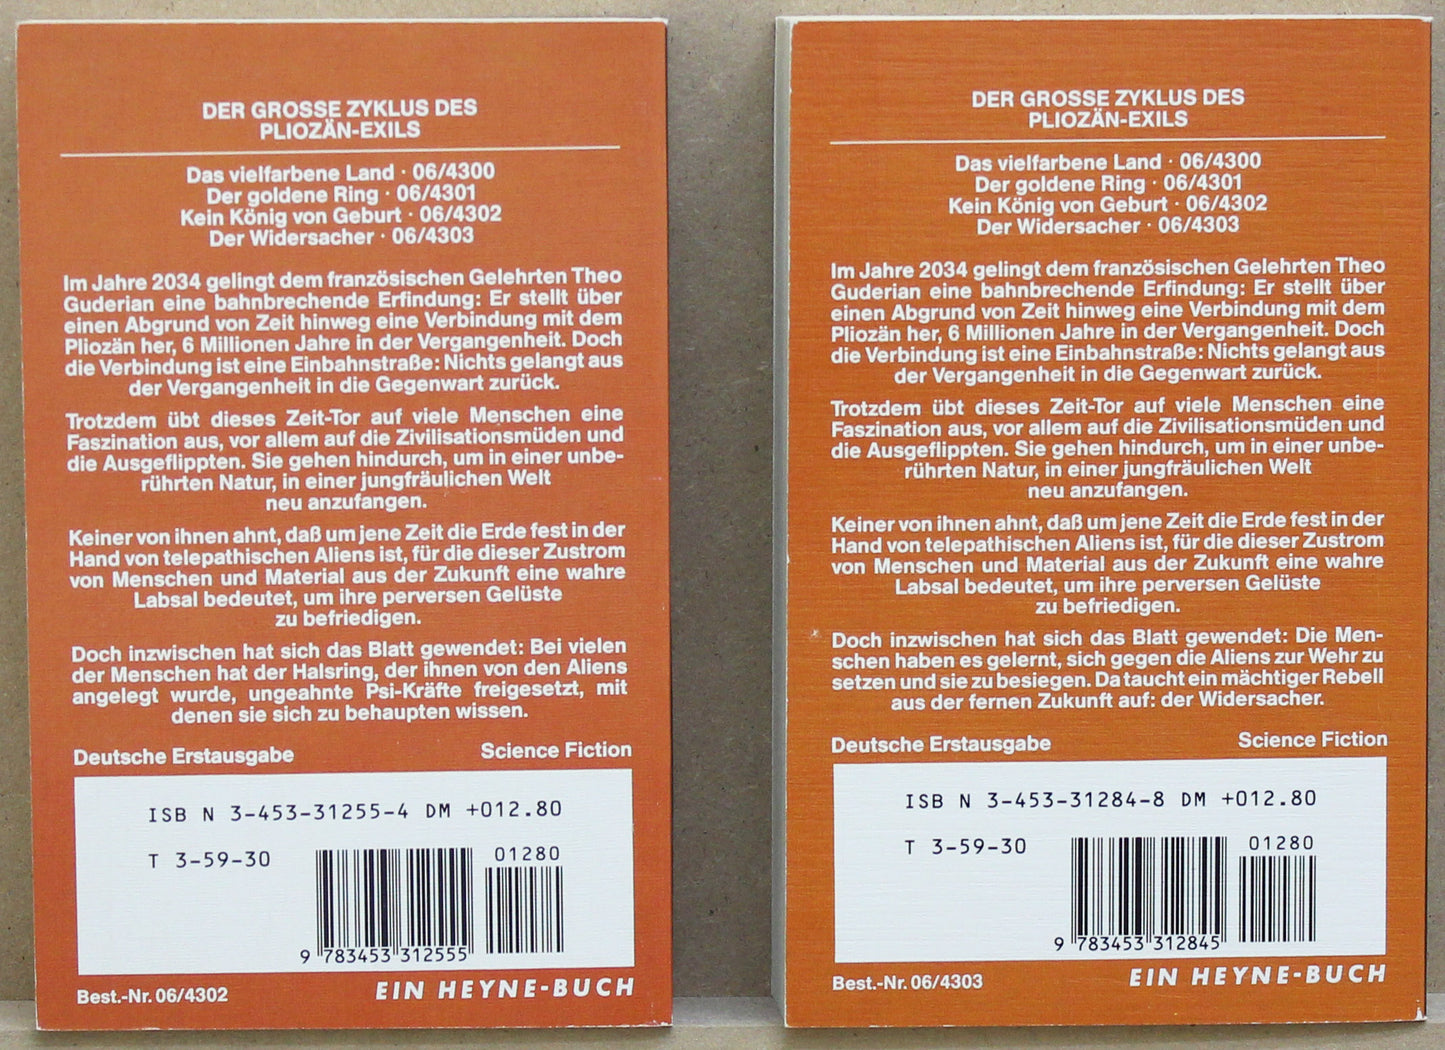 DER GROSSE ZYKLUS DES
PLIOZÄN-EXILS
Das vielfarbene Land · 06/4300
Der goldene Ring · 06/4301
Kein König von Geburt · 06/4302
Der Widersacher · 06/4303
Im Jahre 2034 gelingt dem französischen Gelehrten Theo
Guderian eine bahnbrechende Erfindung: Er stellt über
einen Abgrund von Zeit hinweg eine Verbindung mit dem
Pliozän her, 6 Millionen Jahre in der Vergangenheit. Doch
die Verbindung ist eine Einbahnstraße: Nichts gelangt aus
der Vergangenheit in die Gegenwart zurück.
Trotzdem übt dieses Zeit-Tor auf viele Menschen eine
Faszination aus, vor allem auf die Zivilisationsmüden und
die Ausgeflippten. Sie gehen hindurch, um in einer unbe-
rührten Natur, in einer jungfräulichen Welt
neu anzufangen.
Keiner von ihnen ahnt, daß um jene Zeit die Erde fest in der
Hand von telepathischen Aliens ist, für die dieser Zustrom
von Menschen und Material aus der Zukunft eine wahre
Labsal bedeutet, um ihre perversen Gelüste
zu befriedigen.
Doch inzwischen hat sich das Blatt gewendet: Bei vielen
der Menschen hat der Halsring, der ihnen von den Aliens
angelegt wurde, ungeahnte Psi-Kräfte freigesetzt, mit
denen sie sich zu behaupten wissen.
Deutsche Erstausgabe
Science Fiction
ISB N 3-453-31255-4 DM +012.80
T 3-59-30
01280
9 783453 312555
Best.-Nr. 06/4302
EIN HEYNE-BUCH
DER GROSSE ZYKLUS DES
PLIOZÄN-EXILS
Das vielfarbene Land · 06/4300
Der goldene Ring · 06/4301
Kein König von Geburt · 06/4302
Der Widersacher · 06/4303
Im Jahre 2034 gelingt dem französischen Gelehrten Theo
Guderian eine bahnbrechende Erfindung: Er stellt über
einen Abgrund von Zeit hinweg eine Verbindung mit dem
Pliozän her, 6 Millionen Jahre in der Vergangenheit. Doch
die Verbindung ist eine Einbahnstraße: Nichts gelangt aus
der Vergangenheit in die Gegenwart zurück.
Trotzdem übt dieses Zeit-Tor auf viele Menschen eine
Faszination aus, vor allem auf die Zivilisationsmüden und
die Ausgeflippten. Sie gehen hindurch, um in einer unbe-
rührten Natur, in einer jungfräulichen Welt
neu anzufangen.
Keiner von ihnen ahnt, daß um jene Zeit die Erde fest in der
Hand von telepathischen Aliens ist, für die dieser Zustrom
von Menschen und Material aus der Zukunft eine wahre
Labsal bedeutet, um ihre perversen Gelüste
zu befriedigen.
Doch inzwischen hat sich das Blatt gewendet: Die Men-
schen haben es gelernt, sich gegen die Aliens zur Wehr zu
setzen und sie zu besiegen. Da taucht ein mächtiger Rebell
aus der fernen Zukunft auf: der Widersacher.
Deutsche Erstausgabe
Science Fiction
ISB N 3-453-31284-8 DM +012.80
T 3-59-30
01280
9 783453 312845
Best.-Nr. 06/4303
EIN HEYNE-BUCH